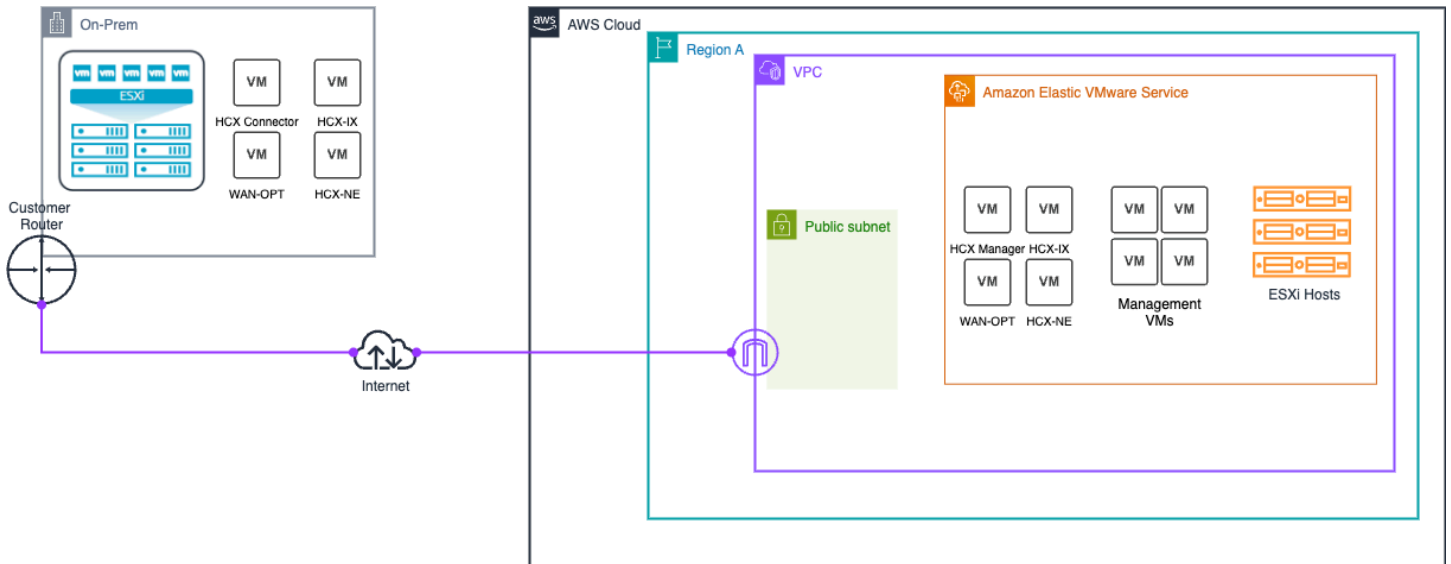 On-Prem
vm vm vm vm vm
ESXi
VM VM
HCX Connector HCX-IX
VM VM
WAN-OPT HCX-NE
Customer
Router
Internet
aws
AWS Cloud
Region A
VPC
Amazon Elastic VMware Service
Public subnet
VM VM VM VM
HCX Manager HCX-IX
VM VM VM VM
WAN-OPT HCX-NE
Management
VMs
ESXi Hosts